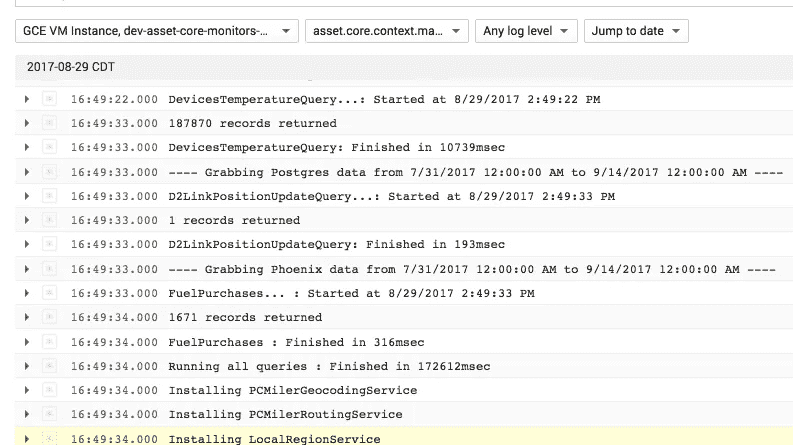 GCE VM Instance, dev-asset-core-monitors-... asset.core.context.ma... Any log level Jump to date
2017-08-29 CDT
16:49:22.000 DevicesTemperatureQuery...: Started at 8/29/2017 2:49:22 PM
16:49:33.000 187870 records returned
16:49:33.000 DevicesTemperatureQuery: Finished in 10739msec
16:49:33.000 ---- Grabbing Postgres data from 7/31/2017 12:00:00 AM to 9/14/2017 12:00:00 AM ----
16:49:33.000 D2LinkPositionUpdateQuery...: Started at 8/29/2017 2:49:33 PM
16:49:33.000 1 records returned
16:49:33.000 D2LinkPositionUpdateQuery: Finished in 193msec
16:49:33.000 ---- Grabbing Phoenix data from 7/31/2017 12:00:00 AM to 9/14/2017 12:00:00 AM ----
16:49:33.000 FuelPurchases... : Started at 8/29/2017 2:49:33 PM
16:49:34.000 1671 records returned
16:49:34.000 FuelPurchases : Finished in 316msec
16:49:34.000 Running all queries : Finished in 172612msec
16:49:34.000 Installing PCMilerGeocodingService
16:49:34.000 Installing PCMilerRoutingService
16:49:34.000 Installing LocalRegionService